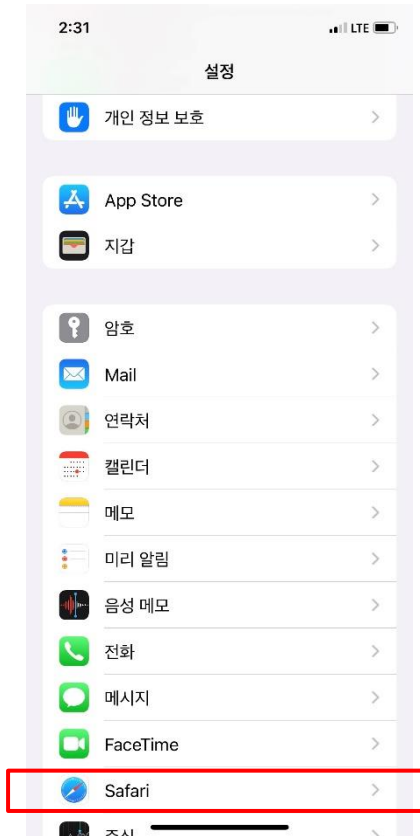 2:31
LTE
설정
개인 정보 보호
App Store
지갑
암호
Mail
연락처
캘린더
메모
미리 알림
음성 메모
전화
메시지
FaceTime
Safari
주식